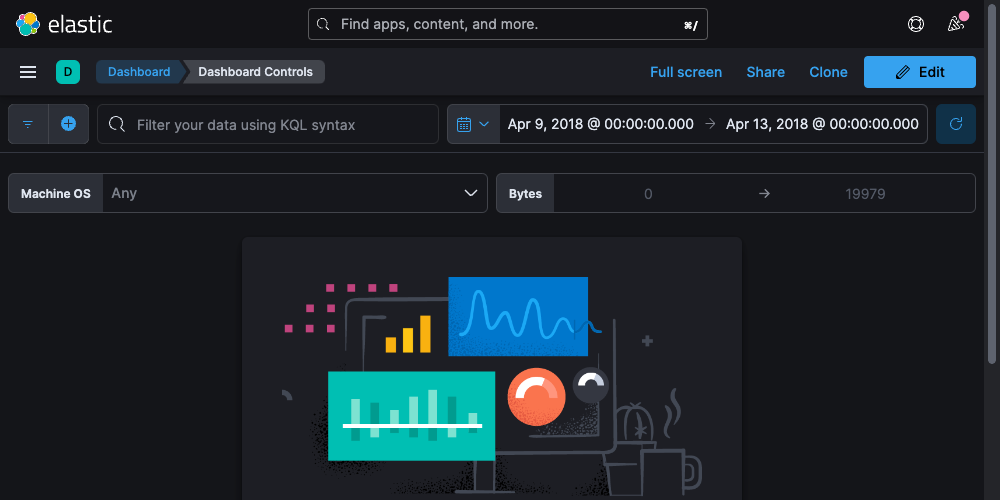 elastic
Find apps, content, and more.
⌘/
D
Dashboard
Dashboard Controls
Full screen
Share
Clone
Edit
Filter your data using KQL syntax
Apr 9, 2018 @ 00:00:00.000 → Apr 13, 2018 @ 00:00:00.000
Machine OS
Any
Bytes
0 → 19979